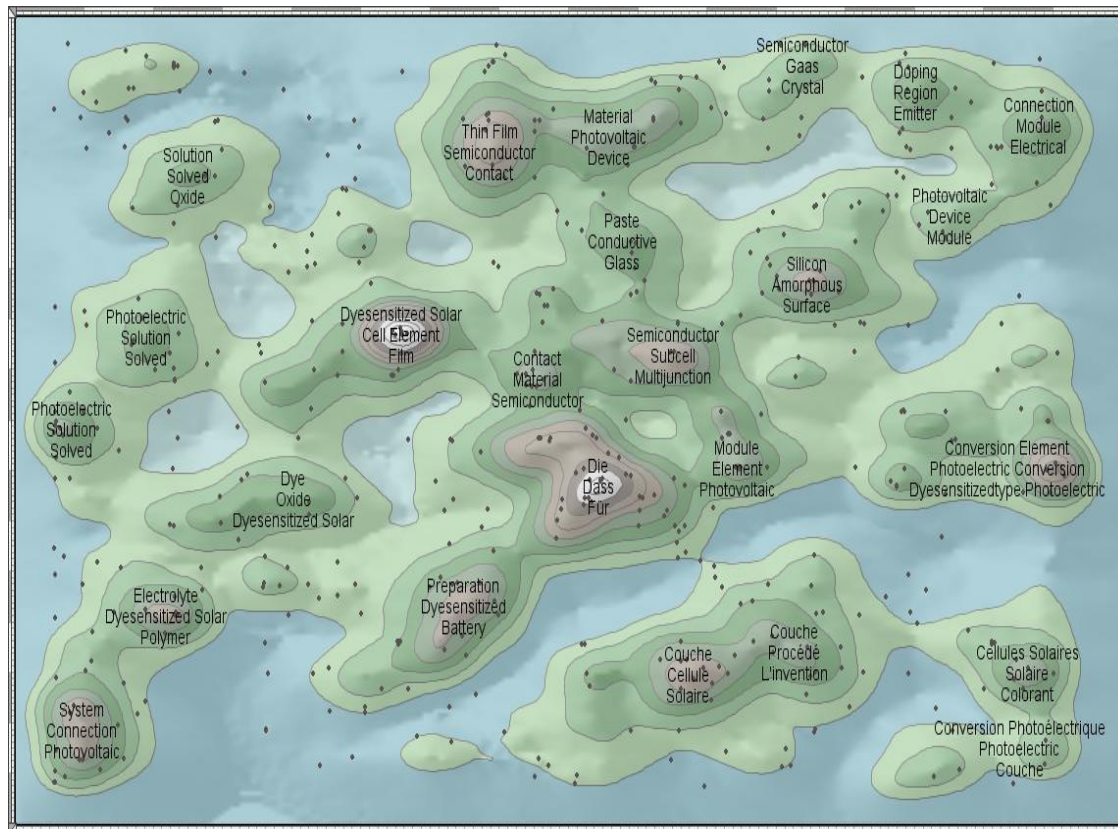 Semiconductor
Gaas
Crystal
Doping
Region
Emitter
Connection
Module
Electrical
Thin Film
Semiconductor
Contact
Material
Photovoltaic
Device
Solution
Solved
Oxide
Photovoltaic
Device
Module
Paste
Conductive
Glass
Silicon
Amorphous
Surface
Photoelectric
Solution
Solved
Dyesensitized Solar
Cell Element
Film
Semiconductor
Subcell
Multijunction
Contact
Material
Semiconductor
Photoelectric
Solution
Solved
Module
Element
Photovoltaic
Conversion Element
Photoelectric Conversion
Dyesensitizedtype Photoelectric
Die
Dass
Für
Dye
Oxide
Dyesensitized Solar
Electrolyte
Dyesensitized Solar
Polymer
Preparation
Dyesensitized
Battery
Couche
Procédé
L'invention
Couche
Cellule
Solaire
Cellules Solaires
Solaire
Colorant
System
Connection
Photovoltaic
Conversion Photoélectrique
Photoelectric
Couche